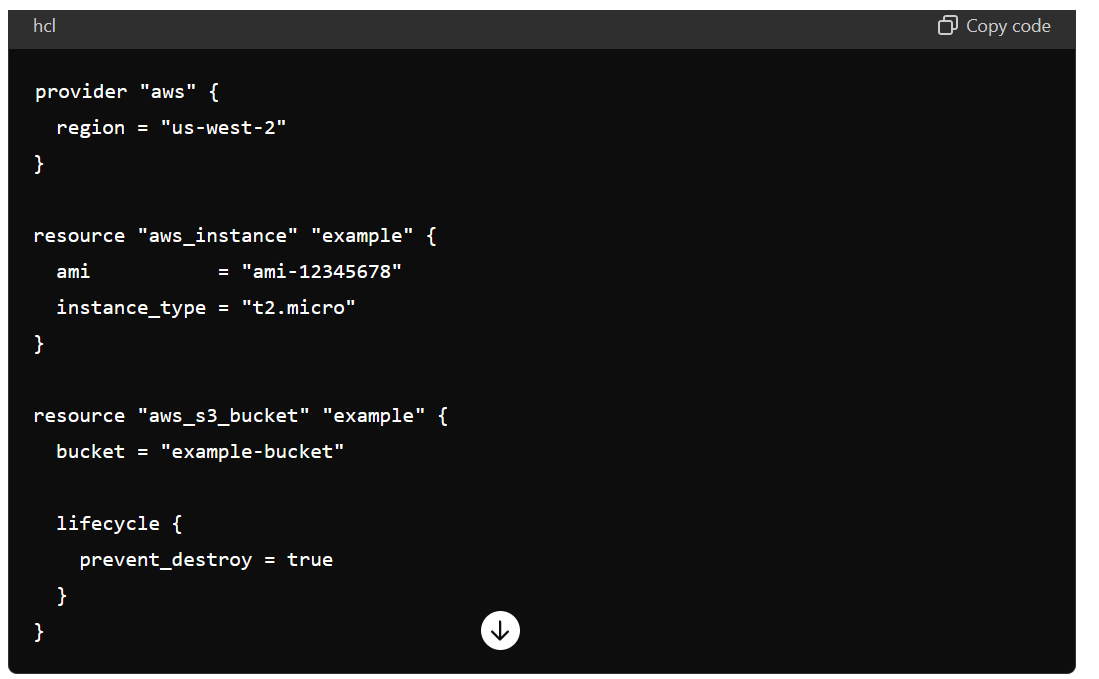 hcl
Copy code
provider "aws" {
  region = "us-west-2"
}
resource "aws_instance" "example" {
  ami           = "ami-12345678"
  instance_type = "t2.micro"
}
resource "aws_s3_bucket" "example" {
  bucket = "example-bucket"
  lifecycle {
    prevent_destroy = true
  }
}